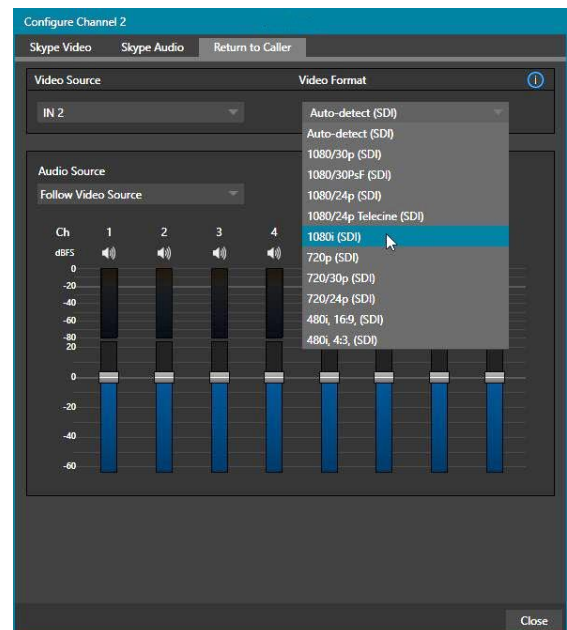 Configure Channel 2
Skype Video Skype Audio Return to Caller
Video Source Video Format
IN 2 Auto-detect (SDI)
Auto-detect (SDI)
1080/30p (SDI)
1080/30PsF (SDI)
1080/24p (SDI)
1080/24p Telecine (SDI)
1080i (SDI)
720p (SDI)
720/30p (SDI)
720/24p (SDI)
480i, 16:9, (SDI)
480i, 4:3, (SDI)
Audio Source
Follow Video Source
Ch 1 2 3 4
dBFS
0
-20
-40
-60
-80
20
0
-20
-40
-60
Close